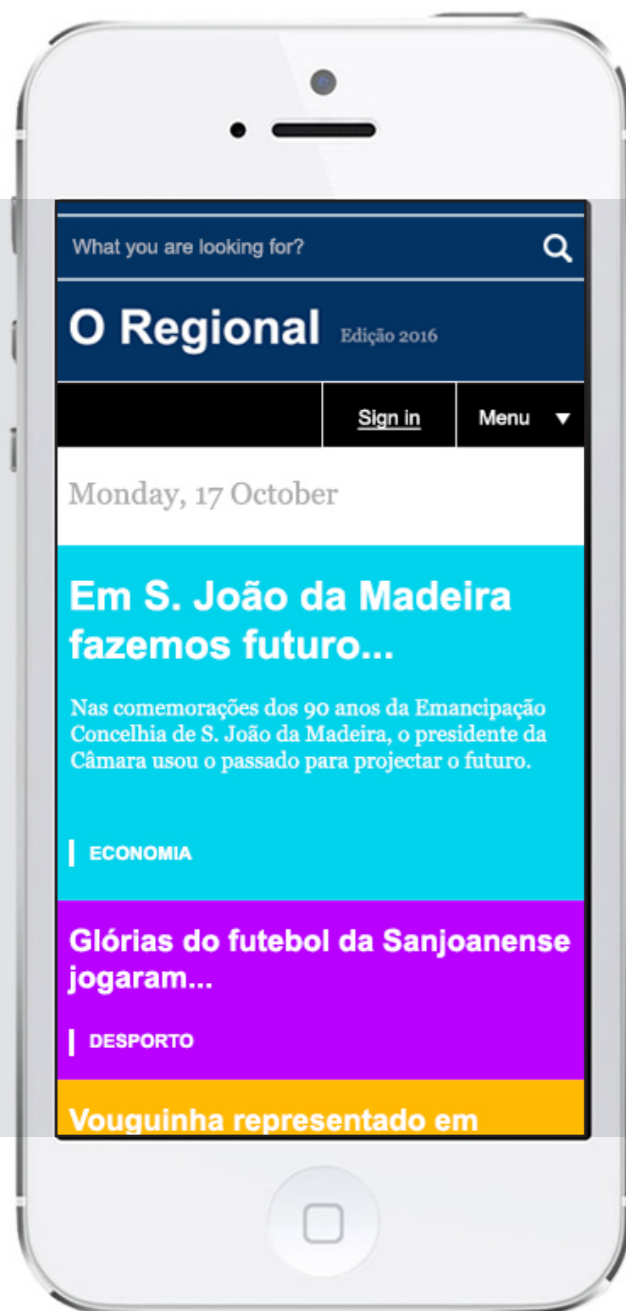 What you are looking for?
O Regional Edição 2016
Sign in Menu
Monday, 17 October
Em S. João da Madeira
fazemos futuro...
Nas comemorações dos 90 anos da Emancipação
Concelhia de S. João da Madeira, o presidente da
Câmara usou o passado para projectar o futuro.
ECONOMIA
Glórias do futebol da Sanjoanense
jogaram...
DESPORTO
Vouguinha representado em